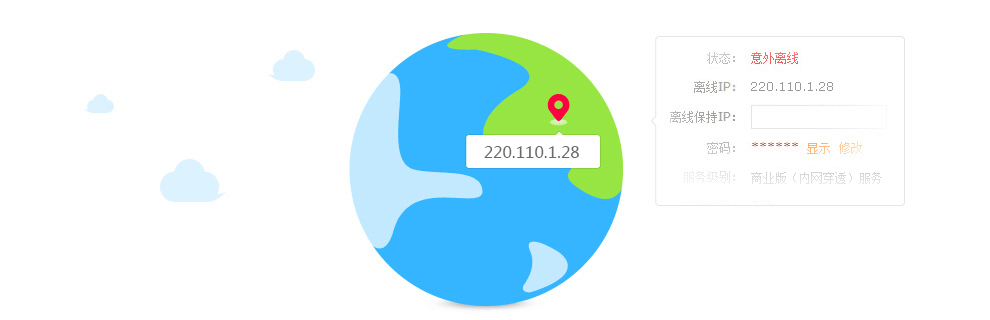 220.110.1.28
状态： 意外离线
离线IP： 220.110.1.28
离线保持IP：
密码： ****** 显示 修改
服务级别： 商业版（内网穿透）服务